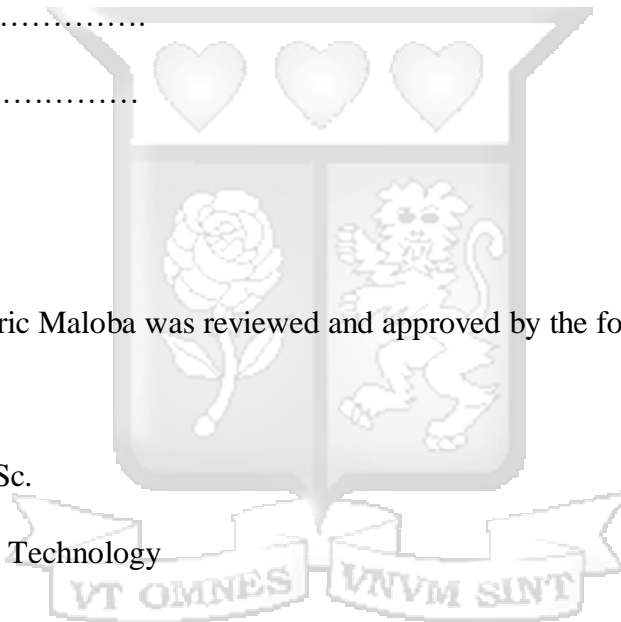 …………….
………………
ric Maloba was reviewed and approved by the fo
Sc.
Technology
VT OMNES VNVM SINT